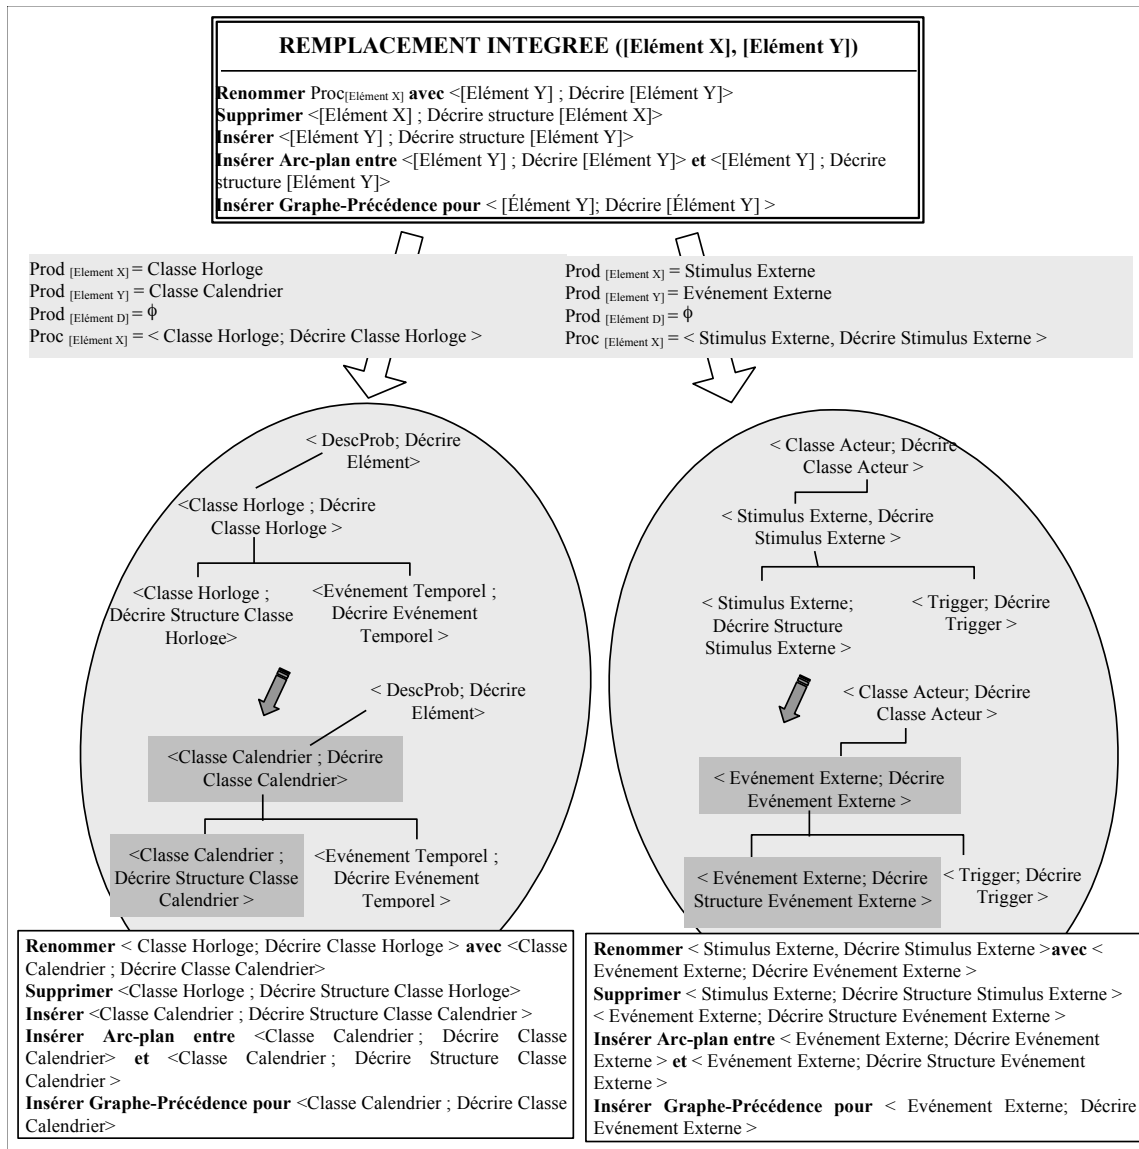 REMPLACEMENT INTEGREE ([Elément X], [Elément Y])
Renommer Proc[Elément X] avec <[Elément Y] ; Décrire [Elément Y]>
Supprimer <[Elément X] ; Décrire structure [Elément X]>
Insérer <[Elément Y] ; Décrire structure [Elément Y]>
Insérer Arc-plan entre <[Elément Y] ; Décrire [Elément Y]> et <[Elément Y] ; Décrire
structure [Elément Y]>
Insérer Graphe-Précédence pour < [Élément Y]; Décrire [Élément Y] >
Prod [Element X] = Classe Horloge
Prod [Element Y] = Classe Calendrier
Prod [Elément D] = ϕ
Proc [Elément X] = < Classe Horloge; Décrire Classe Horloge >
Prod [Element X] = Stimulus Externe
Prod [Element Y] = Evénement Externe
Prod [Elément D] = ϕ
Proc [Elément X] = < Stimulus Externe, Décrire Stimulus Externe >
< DescProb; Décrire
Elément>
<Classe Horloge ; Décrire
Classe Horloge >
<Classe Horloge ;
Décrire Structure Classe
Horloge>
<Evénement Temporel ;
Décrire Evénement
Temporel >
< DescProb; Décrire
Elément>
<Classe Calendrier ; Décrire
Classe Calendrier>
<Classe Calendrier ;
Décrire Structure Classe
Calendrier >
<Evénement Temporel ;
Décrire Evénement
Temporel >
< Classe Acteur; Décrire
Classe Acteur >
< Stimulus Externe, Décrire
Stimulus Externe >
< Stimulus Externe;
Décrire Structure
Stimulus Externe >
< Trigger; Décrire
Trigger >
< Classe Acteur; Décrire
Classe Acteur >
< Evénement Externe; Décrire
Evénement Externe >
< Evénement Externe; Décrire
Structure Evénement Externe >
< Trigger; Décrire
Trigger >
Renommer < Classe Horloge; Décrire Classe Horloge > avec <Classe
Calendrier ; Décrire Classe Calendrier>
Supprimer <Classe Horloge ; Décrire Structure Classe Horloge>
Insérer <Classe Calendrier ; Décrire Structure Classe Calendrier >
Insérer Arc-plan entre <Classe Calendrier ; Décrire Classe
Calendrier> et <Classe Calendrier ; Décrire Structure Classe
Calendrier >
Insérer Graphe-Précédence pour <Classe Calendrier ; Décrire Classe
Calendrier>
Renommer < Stimulus Externe, Décrire Stimulus Externe >avec <
Evénement Externe; Décrire Evénement Externe >
Supprimer < Stimulus Externe; Décrire Structure Stimulus Externe >
< Evénement Externe; Décrire Structure Evénement Externe >
Insérer Arc-plan entre < Evénement Externe; Décrire Evénement
Externe > et < Evénement Externe; Décrire Structure Evénement
Externe >
Insérer Graphe-Précédence pour < Evénement Externe; Décrire
Evénement Externe >